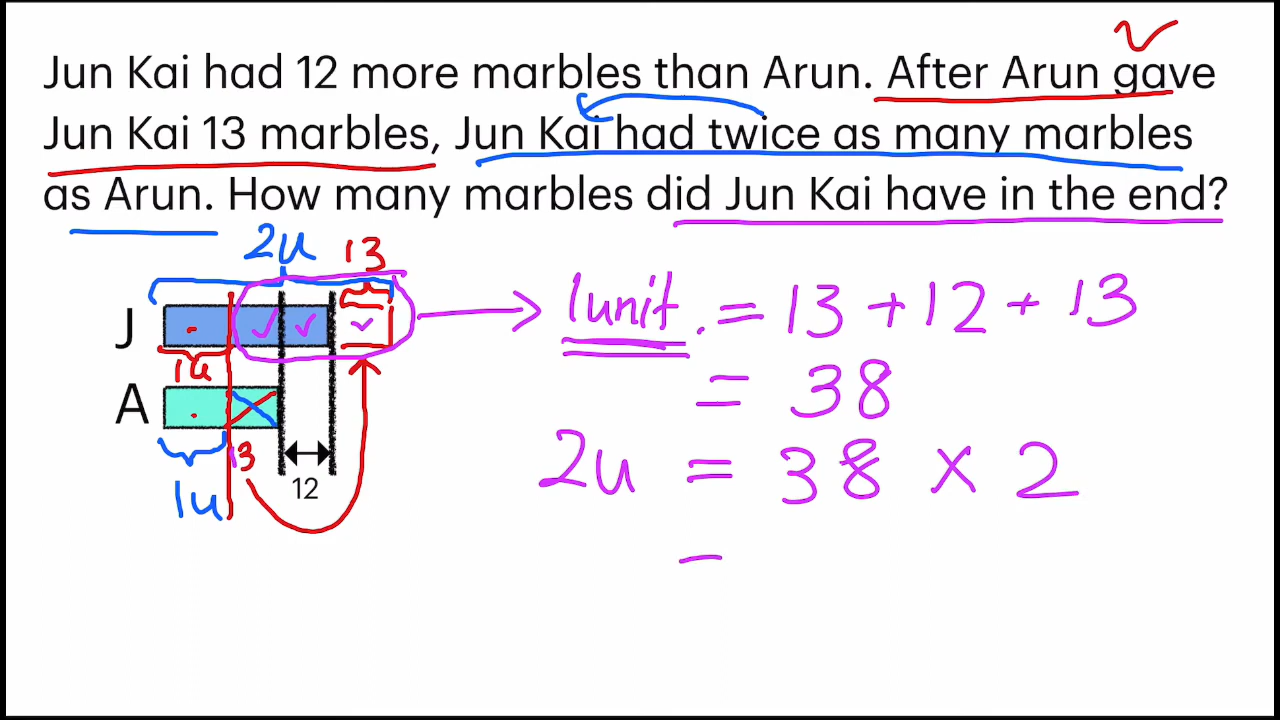 Jun Kai had 12 more marbles than Arun. After Arun gave
Jun Kai 13 marbles, Jun Kai had twice as many marbles
as Arun. How many marbles did Jun Kai have in the end?
2u 13
J
1u
A
13
12
1u
1unit. = 13 + 12 + 13
= 38
2u = 38 × 2
=